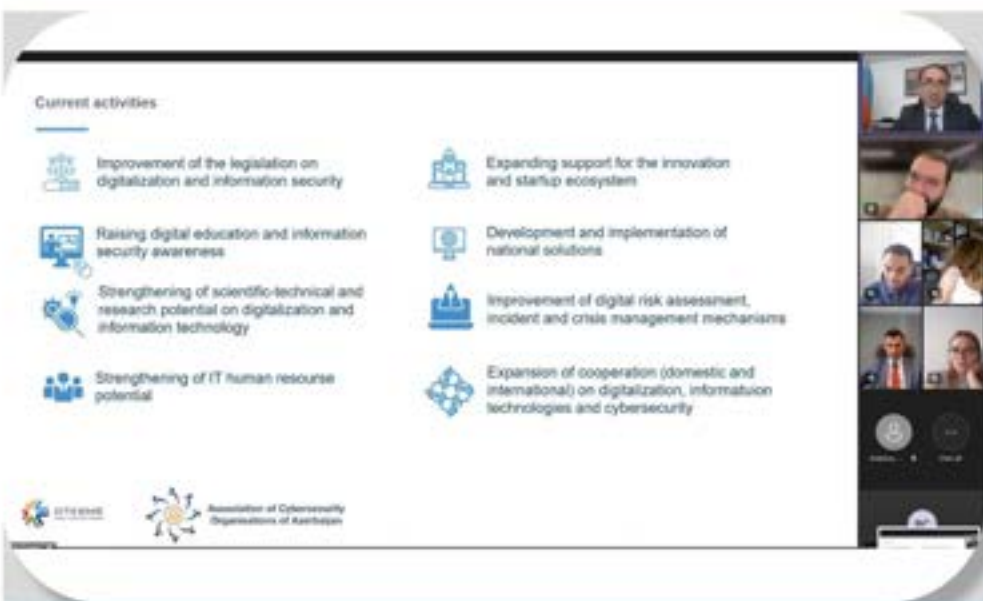 Current activities
Improvement of the legislation on
digitalization and information security
Raising digital education and information
security awareness
Strengthening of scientific-technical and
research potential on digitalization and
information technology
Strengthening of IT human resourse
potential
Expanding support for the innovation
and startup ecosystem
Development and implementation of
national solutions
Improvement of digital risk assessment,
incident and crisis management mechanisms
Expansion of cooperation (domestic and
international) on digitalization, informatuion
technologies and cybersecurity
Association of Cybersecurity
Organisations of Azerbaijan